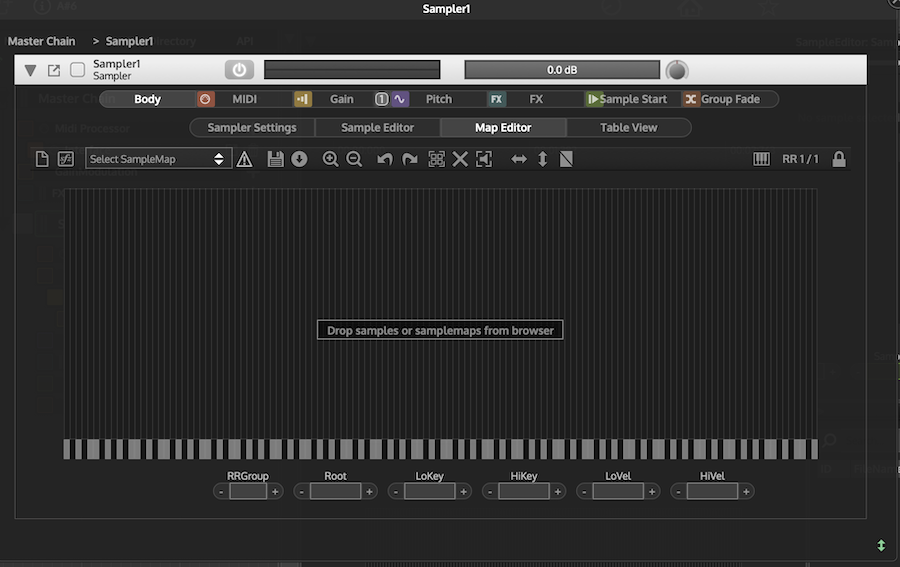 Sampler1
Master Chain > Sampler1
Sampler1
Sampler
0.0 dB
Body MIDI Gain 1 Pitch FX FX Sample Start Group Fade
Sampler Settings Sample Editor Map Editor Table View
Select SampleMap RR 1 / 1
Drop samples or samplemaps from browser
RRGroup Root LoKey HiKey LoVel HiVel
- + - + - + - + - + - +